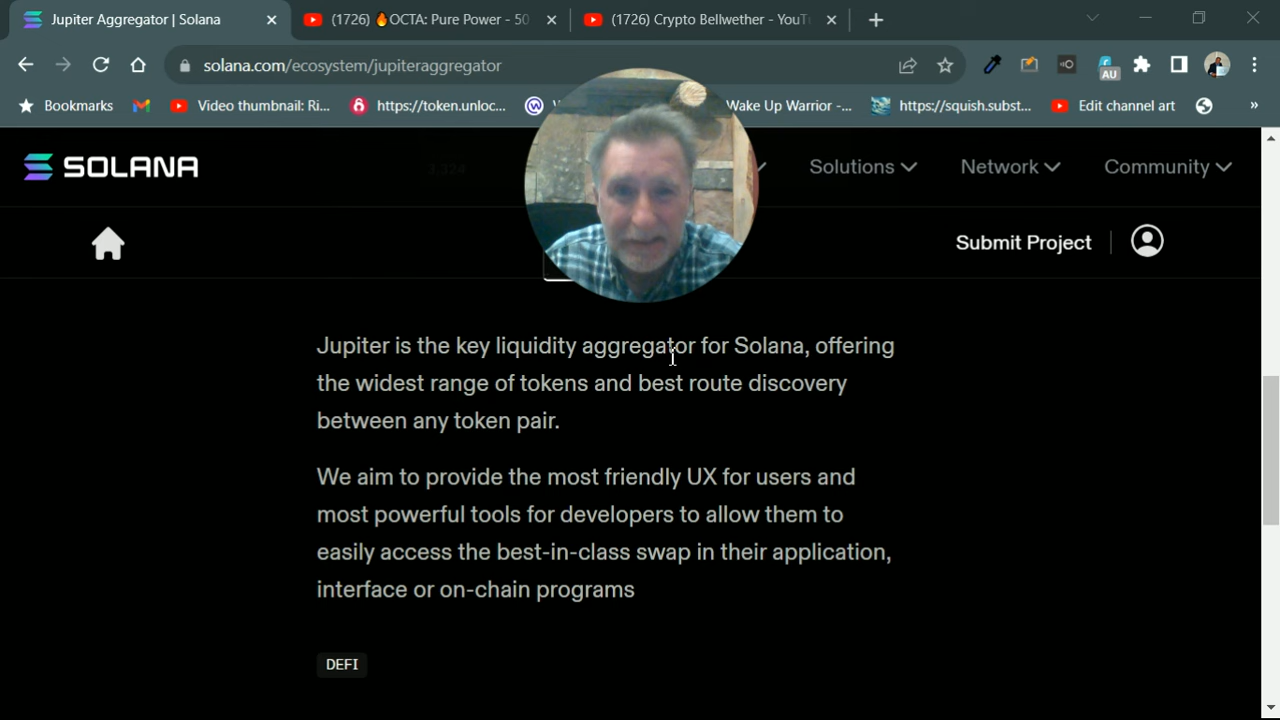 Jupiter Aggregator | Solana
(1726) 🔥OCTA: Pure Power - 50
(1726) Crypto Bellwether - YouT
solana.com/ecosystem/jupiteraggregator
AU
Bookmarks
Video thumbnail: Ri...
https://token.unloc...
Wake Up Warrior -...
https://squish.subst...
Edit channel art
»
SOLANA
3,324
Solutions
Network
Community
Submit Project
Jupiter is the key liquidity aggregator for Solana, offering
the widest range of tokens and best route discovery
between any token pair.
We aim to provide the most friendly UX for users and
most powerful tools for developers to allow them to
easily access the best-in-class swap in their application,
interface or on-chain programs
DEFI